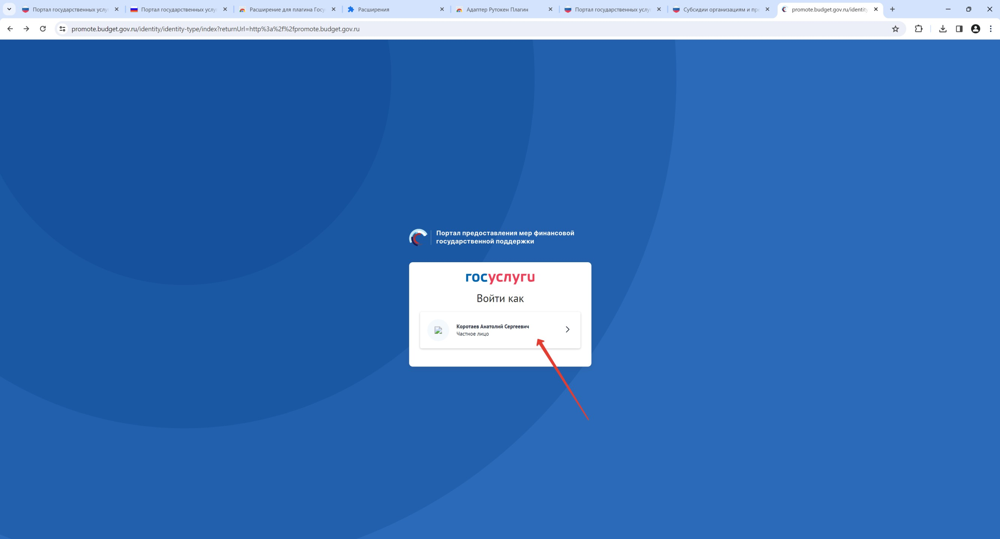 Портал государственных услу
Портал государственных услу
Расширение для плагина Госу
Расширения
Адаптер Рутокен Плагин
Портал государственных услу
Субсидии организациям и пре
promote.budget.gov.ru/identity
promote.budget.gov.ru/identity/identity-type/index?returnUrl=http%3a%2f%2fpromote.budget.gov.ru
Портал предоставления мер финансовой
государственной поддержки
госуслуги
Войти как
Коротаев Анатолий Сергеевич
Частное лицо